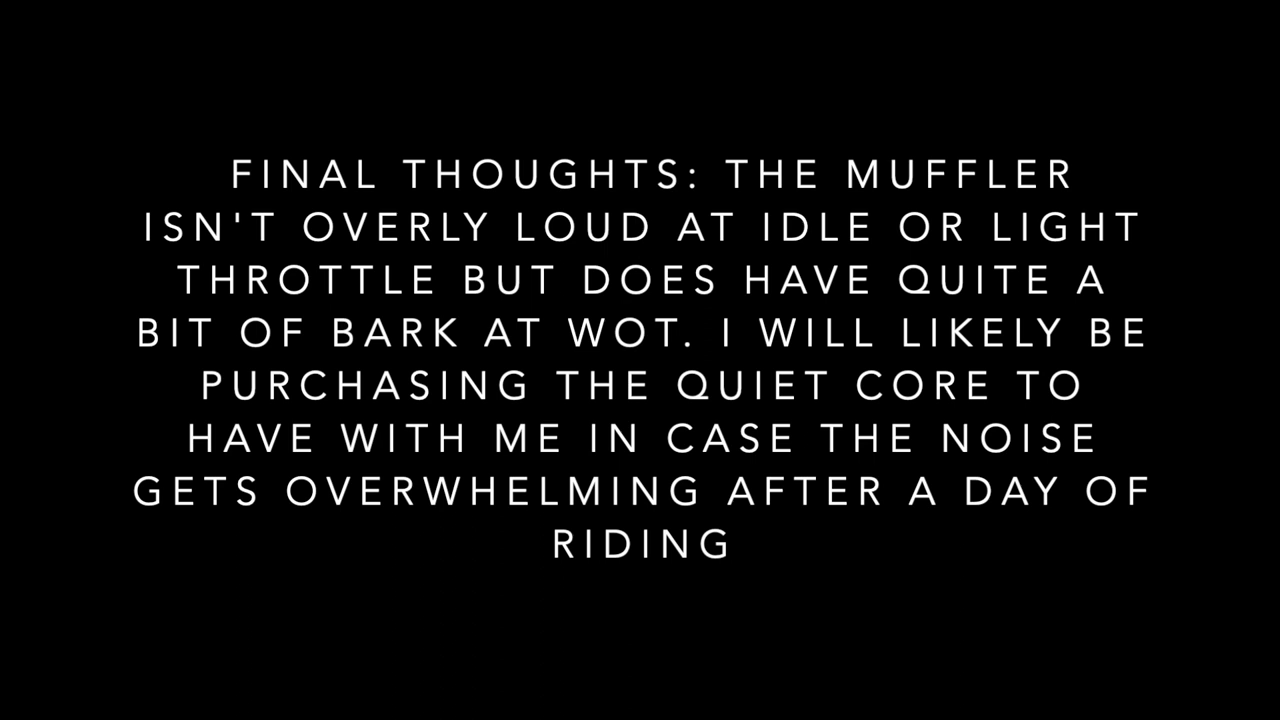 FINAL THOUGHTS: THE MUFFLER
ISN'T OVERLY LOUD AT IDLE OR LIGHT
THROTTLE BUT DOES HAVE QUITE A
BIT OF BARK AT WOT. I WILL LIKELY BE
PURCHASING THE QUIET CORE TO
HAVE WITH ME IN CASE THE NOISE
GETS OVERWHELMING AFTER A DAY OF
RIDING